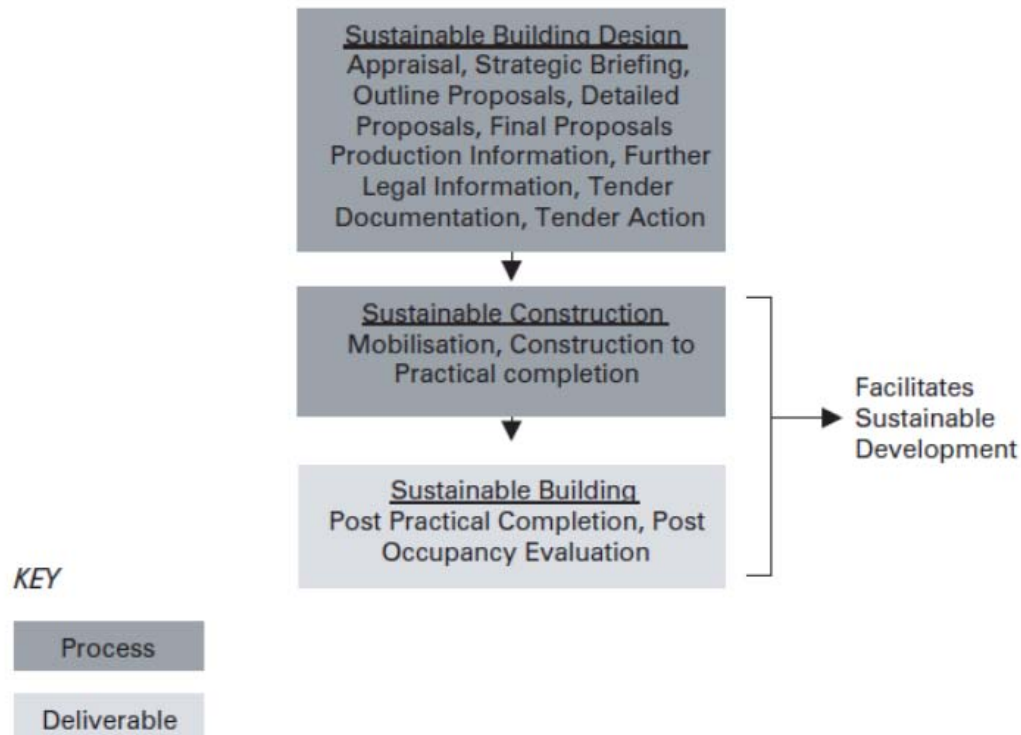 Sustainable Building Design
Appraisal, Strategic Briefing,
Outline Proposals, Detailed
Proposals, Final Proposals
Production Information, Further
Legal Information, Tender
Documentation, Tender Action
Sustainable Construction
Mobilisation, Construction to
Practical completion
Facilitates
Sustainable
Development
Sustainable Building
Post Practical Completion, Post
Occupancy Evaluation
KEY
Process
Deliverable